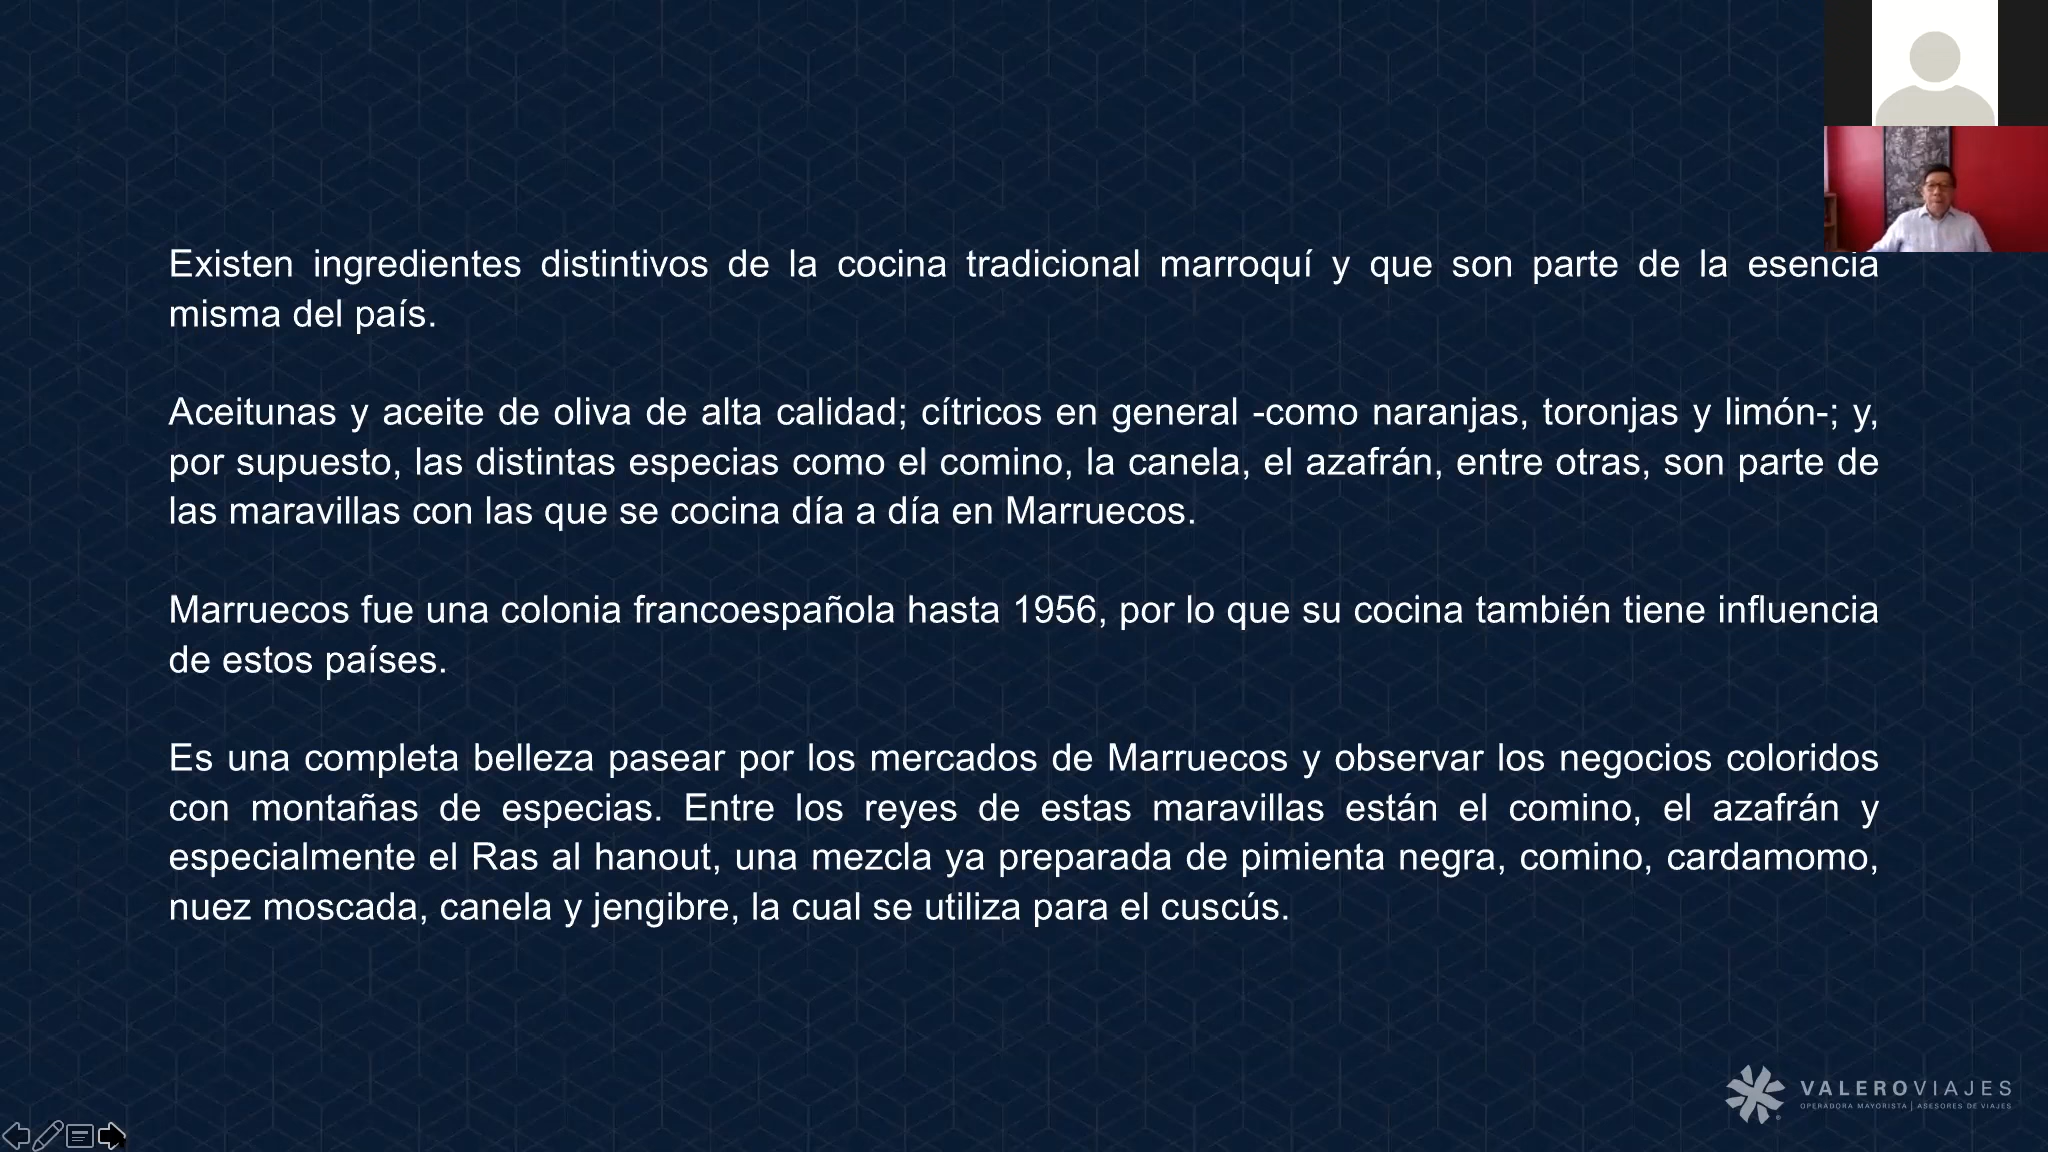 Existen ingredientes distintivos de la cocina tradicional marroquí y que son parte de la esencia
misma del país.
Aceitunas y aceite de oliva de alta calidad; cítricos en general -como naranjas, toronjas y limón-; y,
por supuesto, las distintas especias como el comino, la canela, el azafrán, entre otras, son parte de
las maravillas con las que se cocina día a día en Marruecos.
Marruecos fue una colonia francoespañola hasta 1956, por lo que su cocina también tiene influencia
de estos países.
Es una completa belleza pasear por los mercados de Marruecos y observar los negocios coloridos
con montañas de especias. Entre los reyes de estas maravillas están el comino, el azafrán y
especialmente el Ras al hanout, una mezcla ya preparada de pimienta negra, comino, cardamomo,
nuez moscada, canela y jengibre, la cual se utiliza para el cuscús.
VALEROVIAJES
OPERADORA MAYORISTA | ASESORES DE VIAJES